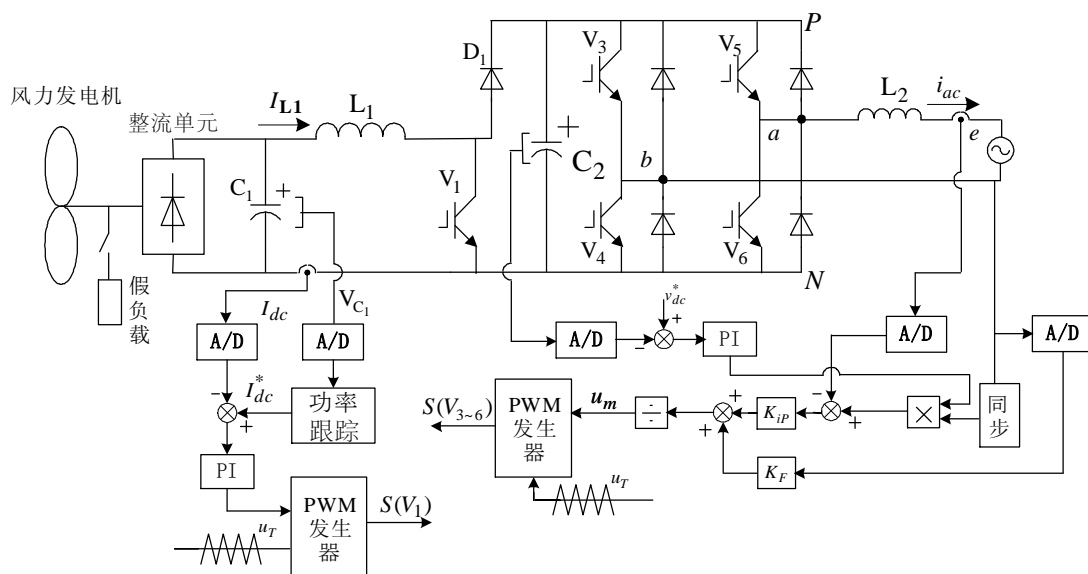 P
V₃
V₅
D₁
风力发电机
I_L1
L₁
L₂
i_ac
整流单元
a
e
b
C₁
+
+
C₂
V₁
V₄
V₆
N
假
负
载
I_dc
V_C₁
v*_dc
+
A/D
A/D
A/D
−
PI
A/D
A/D
−
I*_dc
+
功率
跟踪
S(V₃~₆)
PWM
发生
器
u_m
÷
+
+
K_iP
−
+
×
同
步
PI
K_F
u_T
PWM
发生
器
S(V₁)
u_T